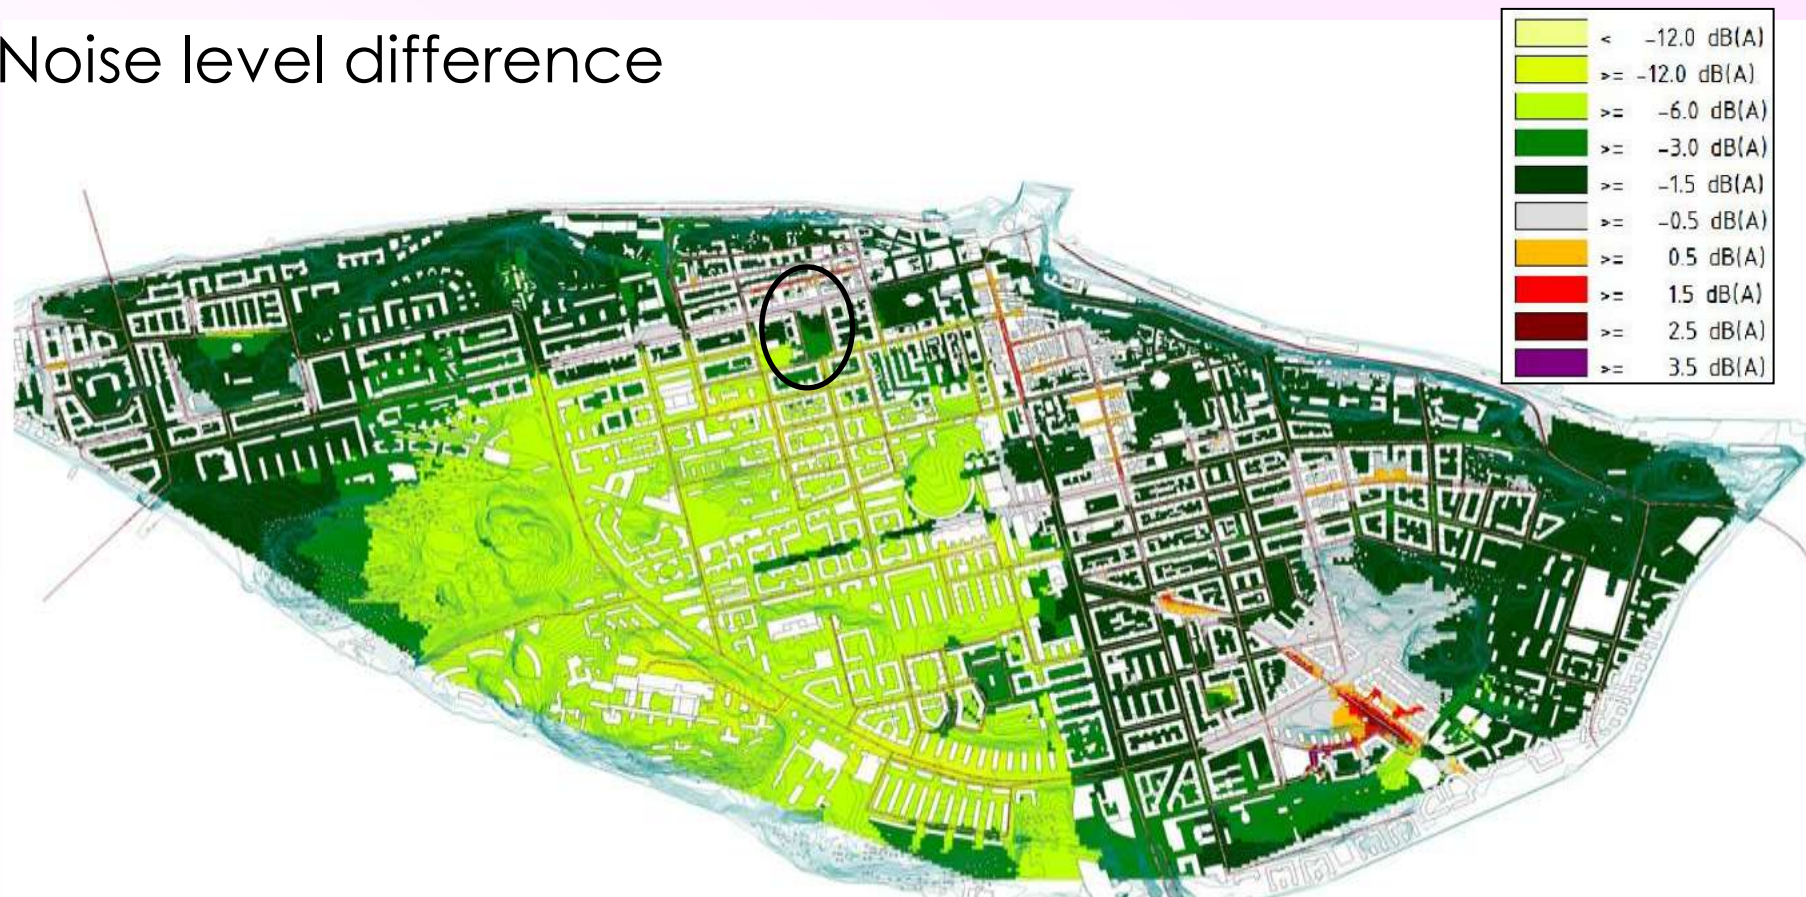 Noise level difference
< -12.0 dB(A)
>= -12.0 dB(A)
>= -6.0 dB(A)
>= -3.0 dB(A)
>= -1.5 dB(A)
>= -0.5 dB(A)
>= 0.5 dB(A)
>= 1.5 dB(A)
>= 2.5 dB(A)
>= 3.5 dB(A)